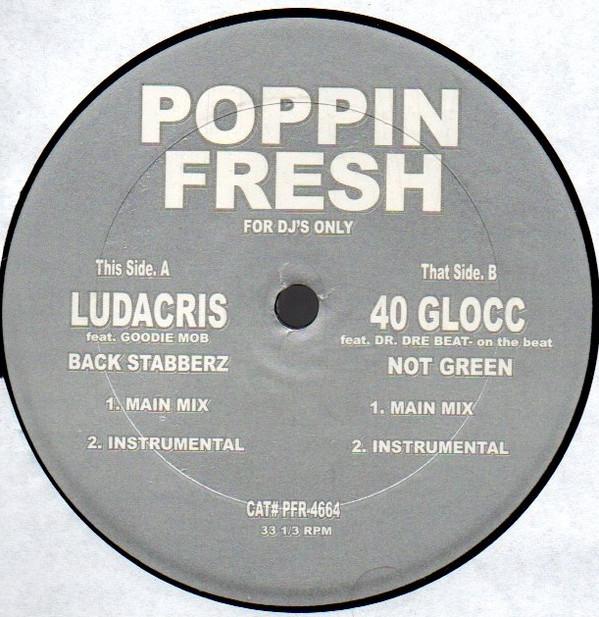 POPPIN
FRESH
FOR DJ'S ONLY
This Side. A
LUDACRIS
feat. GOODIE MOB
BACK STABBERZ
1. MAIN MIX
2. INSTRUMENTAL
That Side. B
40 GLOCC
feat. DR. DRE BEAT- on the beat
NOT GREEN
1. MAIN MIX
2. INSTRUMENTAL
CAT# PFR-4664
33 1/3 RPM